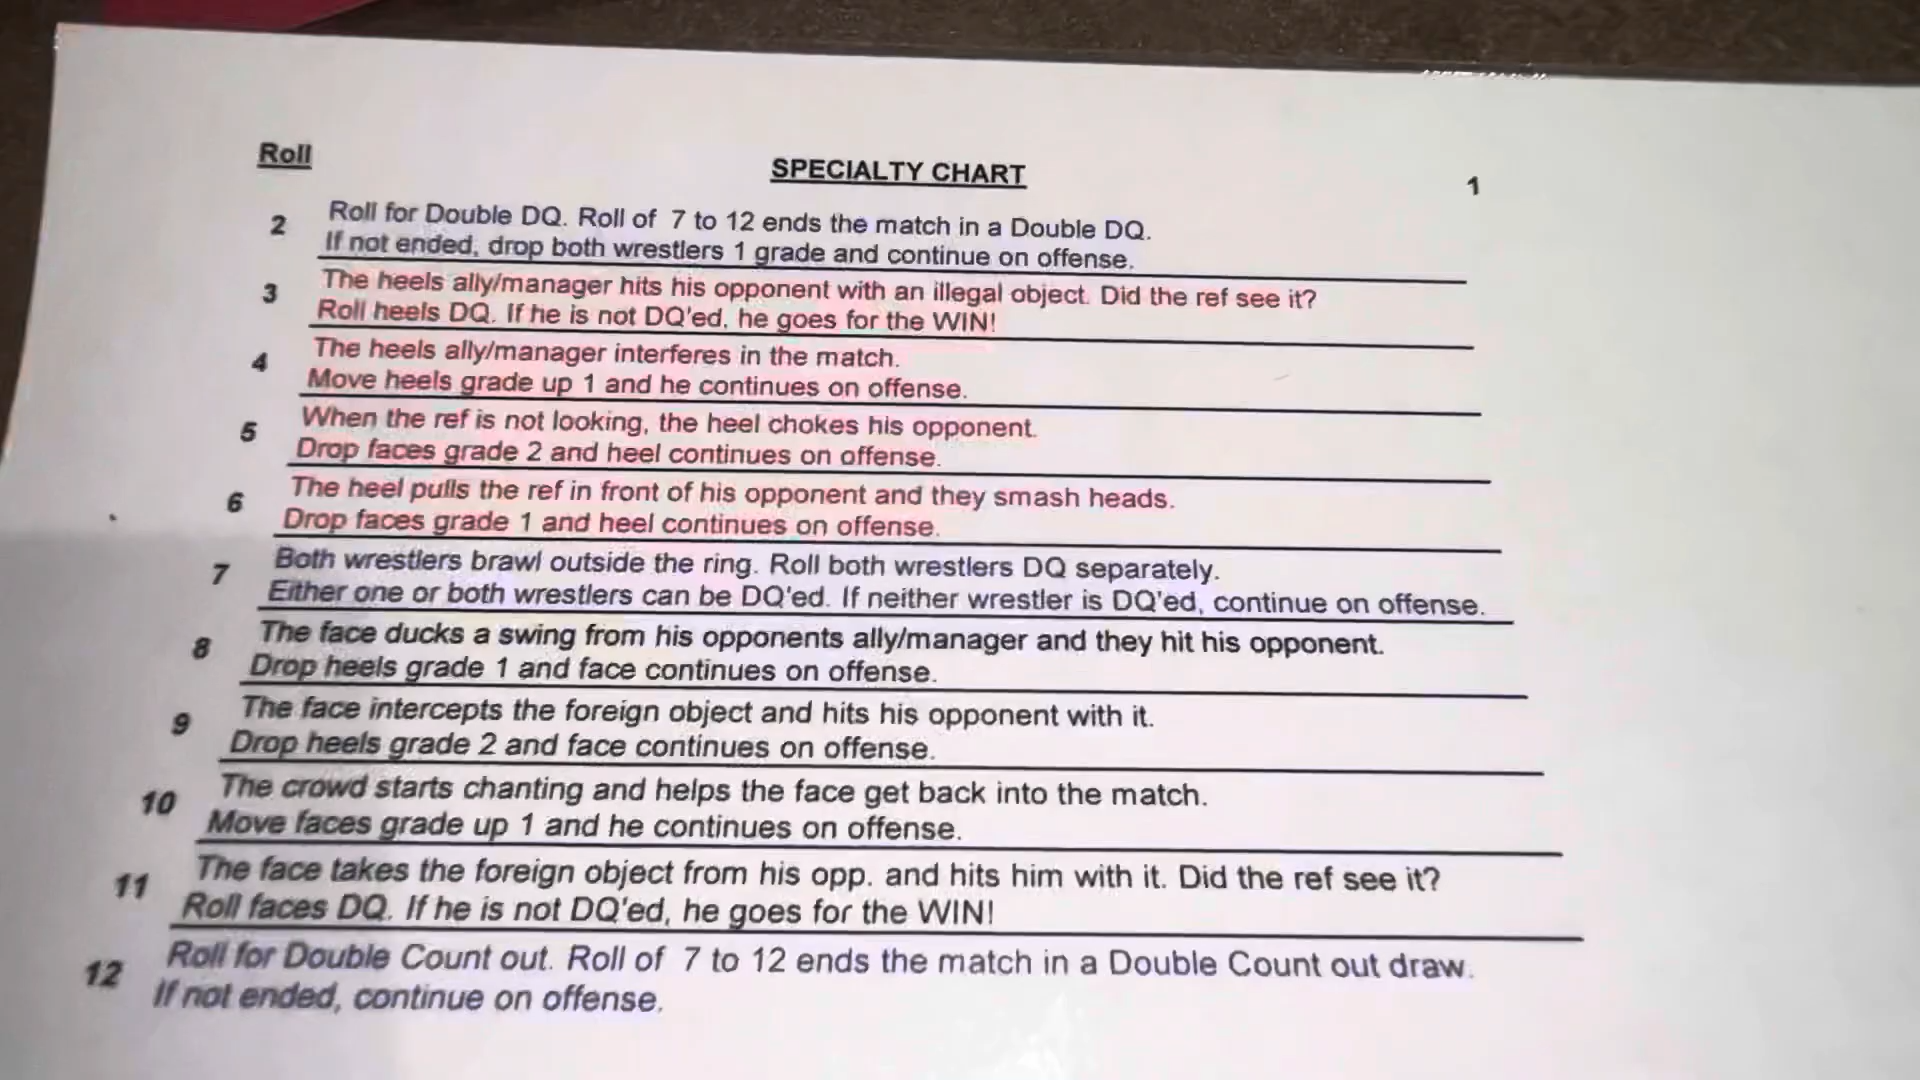 Roll
SPECIALTY CHART
1
2 Roll for Double DQ. Roll of 7 to 12 ends the match in a Double DQ.
If not ended, drop both wrestlers 1 grade and continue on offense.
3 The heels ally/manager hits his opponent with an illegal object. Did the ref see it?
Roll heels DQ. If he is not DQ'ed, he goes for the WIN!
4 The heels ally/manager interferes in the match.
Move heels grade up 1 and he continues on offense.
5 When the ref is not looking, the heel chokes his opponent.
Drop faces grade 2 and heel continues on offense.
6 The heel pulls the ref in front of his opponent and they smash heads.
Drop faces grade 1 and heel continues on offense.
7 Both wrestlers brawl outside the ring. Roll both wrestlers DQ separately.
Either one or both wrestlers can be DQ'ed. If neither wrestler is DQ'ed, continue on offense.
8 The face ducks a swing from his opponents ally/manager and they hit his opponent.
Drop heels grade 1 and face continues on offense.
9 The face intercepts the foreign object and hits his opponent with it.
Drop heels grade 2 and face continues on offense.
10 The crowd starts chanting and helps the face get back into the match.
Move faces grade up 1 and he continues on offense.
11 The face takes the foreign object from his opp. and hits him with it. Did the ref see it?
Roll faces DQ. If he is not DQ'ed, he goes for the WIN!
12 Roll for Double Count out. Roll of 7 to 12 ends the match in a Double Count out draw.
If not ended, continue on offense.